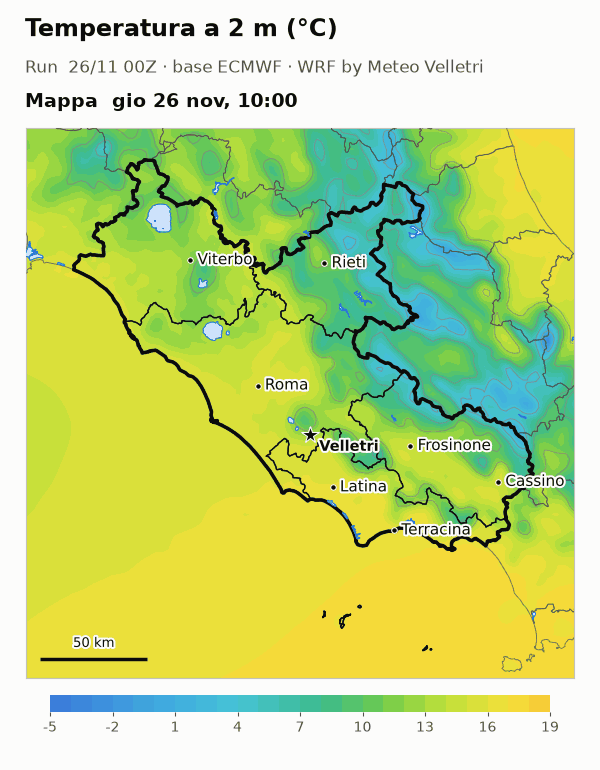 Temperatura a 2 m (°C)
Run  26/11 00Z · base ECMWF · WRF by Meteo Velletri
Mappa  gio 26 nov, 10:00
Viterbo
Rieti
Roma
Velletri
Frosinone
Cassino
Latina
Terracina
50 km
-5 -2 1 4 7 10 13 16 19